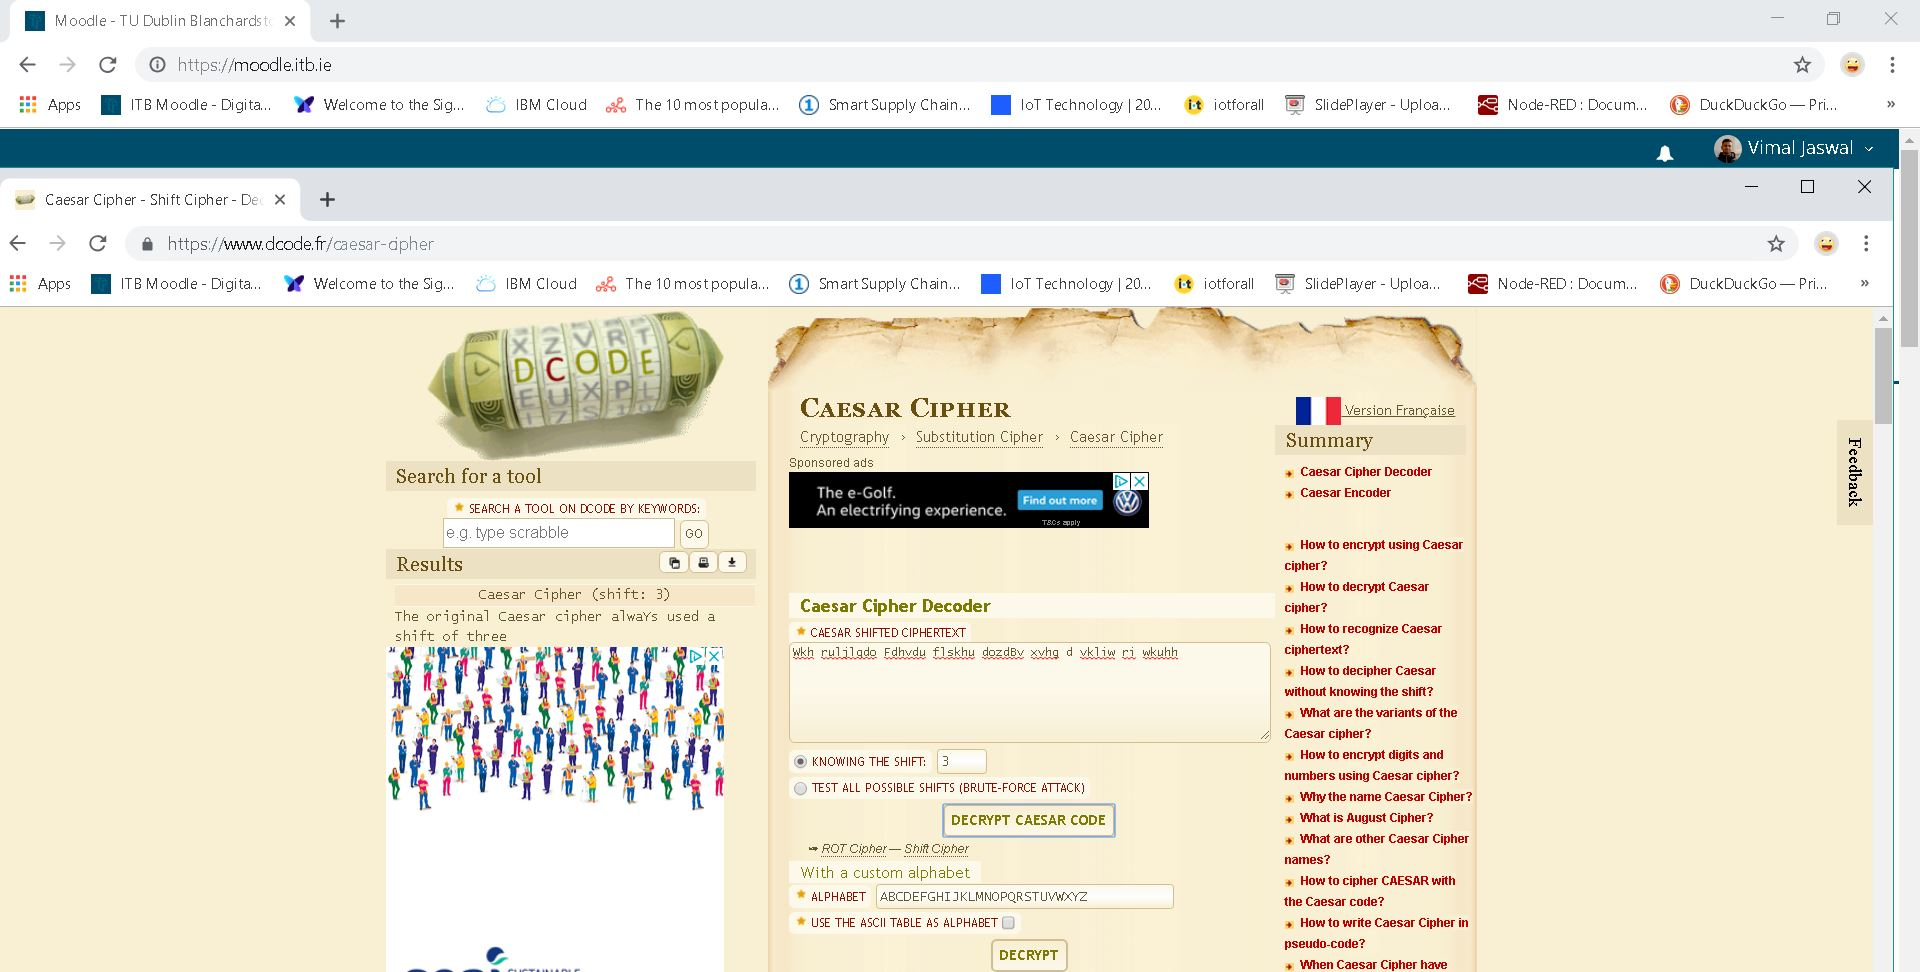 Moodle - TU Dublin Blanchardst
https://moodle.itb.ie
Apps ITB Moodle - Digita... Welcome to the Sig... IBM Cloud The 10 most popula... Smart Supply Chain... IoT Technology | 20... iotforall SlidePlayer - Uploa... Node-RED : Docum... DuckDuckGo — Pri... »
Vimal Jaswal
Caesar Cipher - Shift Cipher - Dec
https://www.dcode.fr/caesar-cipher
Apps ITB Moodle - Digita... Welcome to the Sig... IBM Cloud The 10 most popula... Smart Supply Chain... IoT Technology | 20... iotforall SlidePlayer - Uploa... Node-RED : Docum... DuckDuckGo — Pri... »
DCODE
Search for a tool
SEARCH A TOOL ON DCODE BY KEYWORDS:
e.g. type scrabble GO
Results
Caesar Cipher (shift: 3)
The original Caesar cipher alwaYs used a
shift of three
SUSTAINABLE
CAESAR CIPHER
Cryptography › Substitution Cipher › Caesar Cipher
Sponsored ads
The e-Golf.
An electrifying experience.
Find out more
T&Cs apply
Caesar Cipher Decoder
CAESAR SHIFTED CIPHERTEXT
Wkh ruljlqdo Fdhvdu flskhu dozdBv xvhg d vkliw ri wkuhh
KNOWING THE SHIFT: 3
TEST ALL POSSIBLE SHIFTS (BRUTE-FORCE ATTACK)
DECRYPT CAESAR CODE
ROT Cipher — Shift Cipher
With a custom alphabet
ALPHABET ABCDEFGHIJKLMNOPQRSTUVWXYZ
USE THE ASCII TABLE AS ALPHABET
DECRYPT
Version Française
Summary
Caesar Cipher Decoder
Caesar Encoder
How to encrypt using Caesar
cipher?
How to decrypt Caesar
cipher?
How to recognize Caesar
ciphertext?
How to decipher Caesar
without knowing the shift?
What are the variants of the
Caesar cipher?
How to encrypt digits and
numbers using Caesar cipher?
Why the name Caesar Cipher?
What is August Cipher?
What are other Caesar Cipher
names?
How to cipher CAESAR with
the Caesar code?
How to write Caesar Cipher in
pseudo-code?
When Caesar Cipher have
Feedback